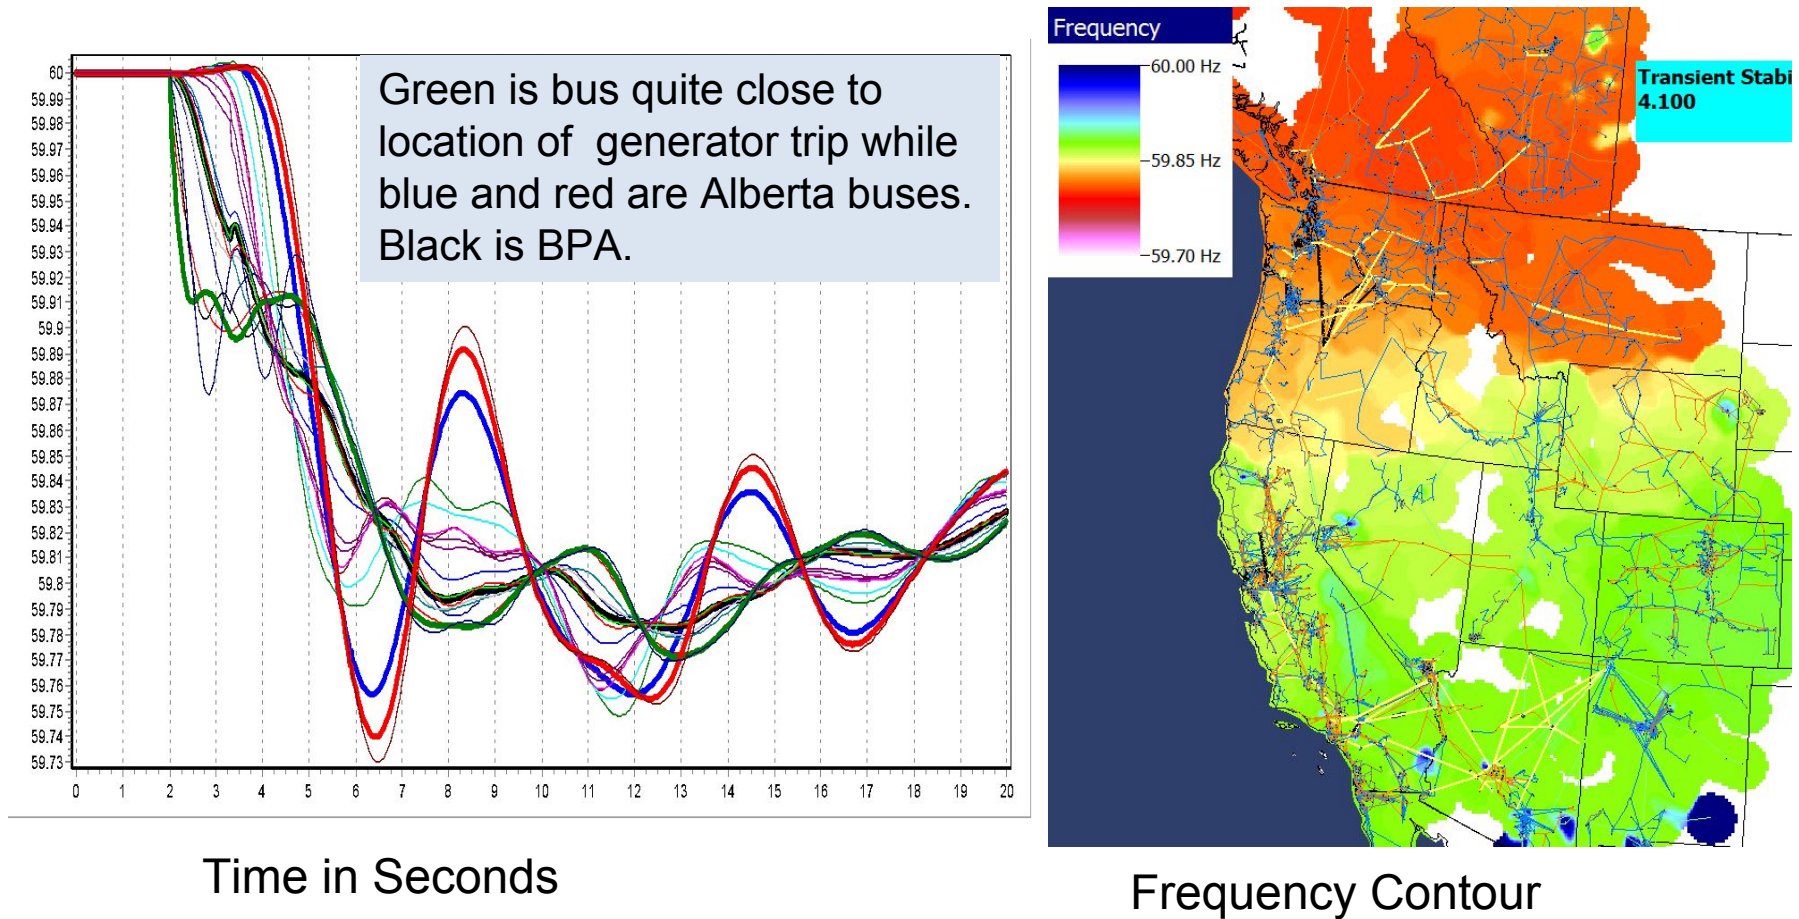 Green is bus quite close to
location of  generator trip while
blue and red are Alberta buses.
Black is BPA.
60
59.99
59.98
59.97
59.96
59.95
59.94
59.93
59.92
59.91
59.9
59.89
59.88
59.87
59.86
59.85
59.84
59.83
59.82
59.81
59.8
59.79
59.78
59.77
59.76
59.75
59.74
59.73
0 1 2 3 4 5 6 7 8 9 10 11 12 13 14 15 16 17 18 19 20
Time in Seconds
Frequency
60.00 Hz
59.85 Hz
59.70 Hz
Transient Stabi
4.100
Frequency Contour